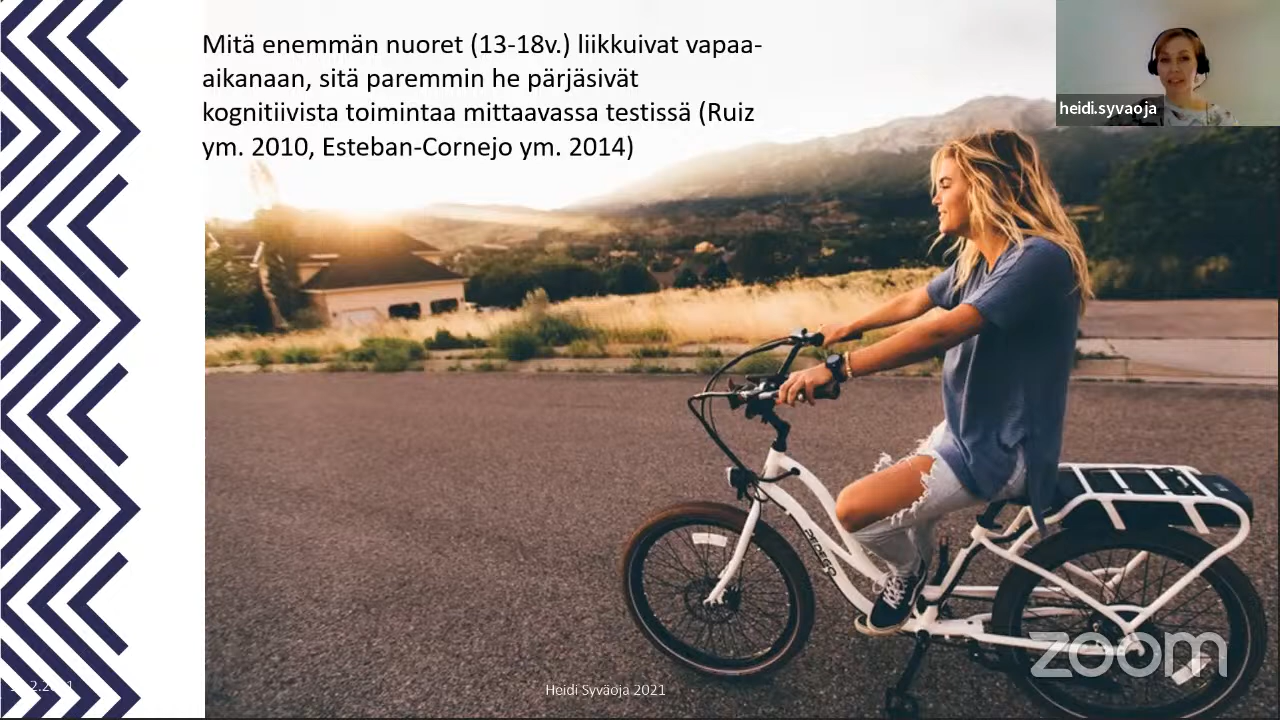 Mitä enemmän nuoret (13-18v.) liikkuivat vapaa-
aikanaan, sitä paremmin he pärjäsivät
kognitiivista toimintaa mittaavassa testissä (Ruiz
ym. 2010, Esteban-Cornejo ym. 2014)
heidi.syvaoja
PEDEGO
zoom
Heidi Syväoja 2021